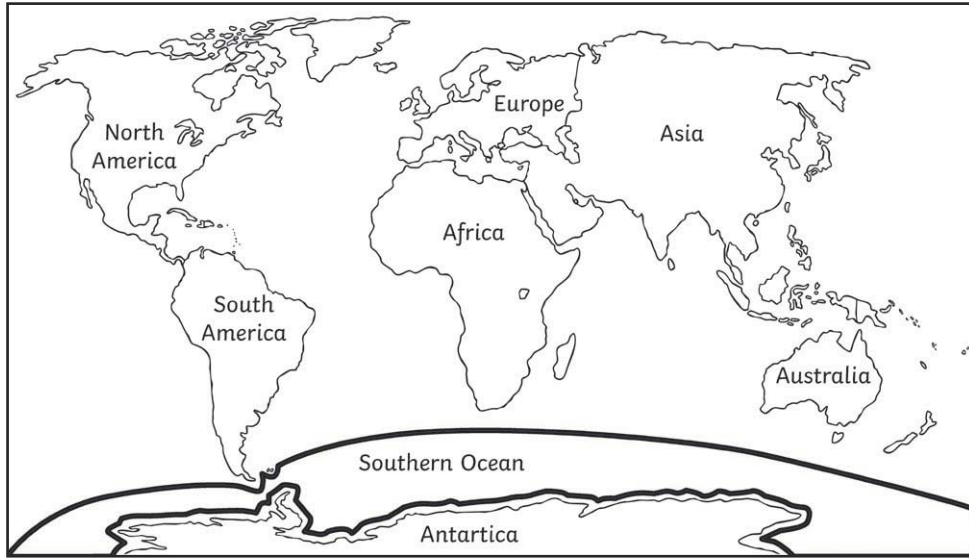 North
America
Europe
Asia
Africa
South
America
Australia
Southern Ocean
Antartica